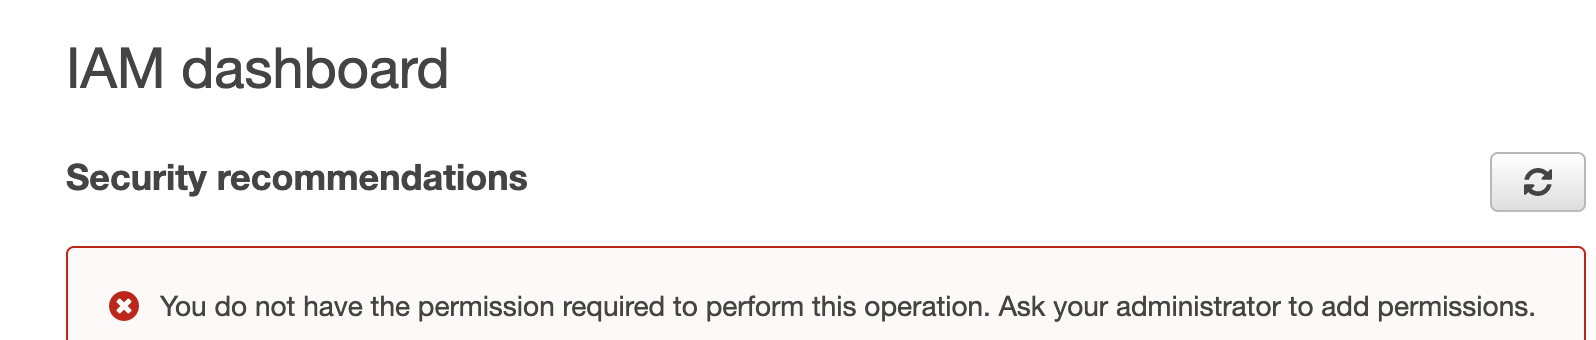 IAM dashboard
Security recommendations
You do not have the permission required to perform this operation. Ask your administrator to add permissions.